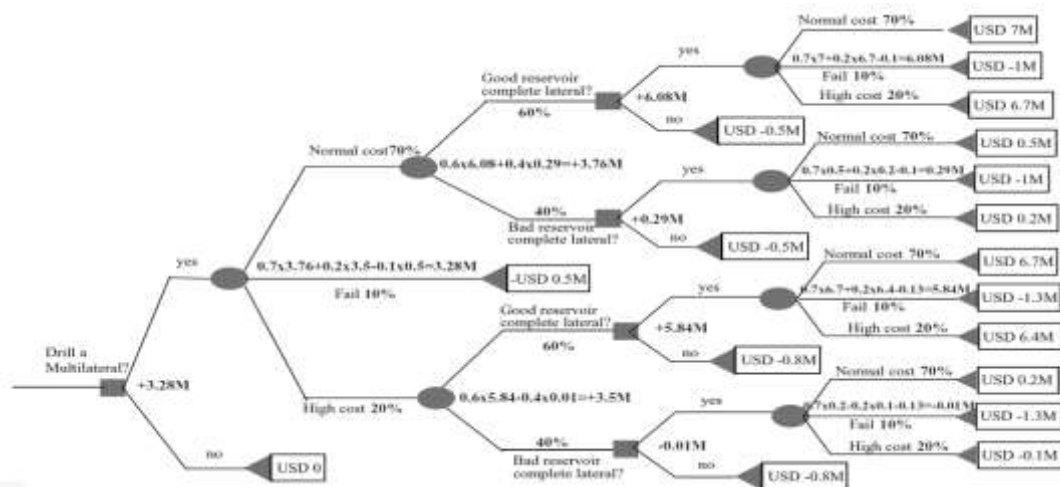 Normal cost 70%
USD 7M
yes
0.7x7+0.2x6.7-0.1=6.08M
USD -1M
Fail 10%
Good reservoir
complete lateral?
60%
+6.08M
High cost 20%
USD 6.7M
no
USD -0.5M
Normal cost 70%
USD 0.5M
Normal cost70%
0.6x6.08+0.4x0.29=+3.76M
yes
0.7x0.5+0.2x0.2-0.1=0.29M
USD -1M
Fail 10%
40%
Bad reservoir
complete lateral?
+0.29M
High cost 20%
USD 0.2M
no
USD -0.5M
yes
0.7x3.76+0.2x3.5-0.1x0.5=3.28M
Fail 10%
-USD 0.5M
Normal cost 70%
USD 6.7M
yes
0.7x6.7+0.2x6.4-0.13=5.84M
USD -1.3M
Fail 10%
Good reservoir
complete lateral?
60%
+5.84M
High cost 20%
USD 6.4M
no
USD -0.8M
Drill a
Multilateral?
+3.28M
Normal cost 70%
USD 0.2M
High cost 20%
0.6x5.84-0.4x0.01=+3.5M
yes
0.7x0.2-0.2x0.1-0.13=-0.01M
USD -1.3M
Fail 10%
40%
Bad reservoir
complete lateral?
-0.01M
High cost 20%
USD -0.1M
no
USD -0.8M
no
USD 0